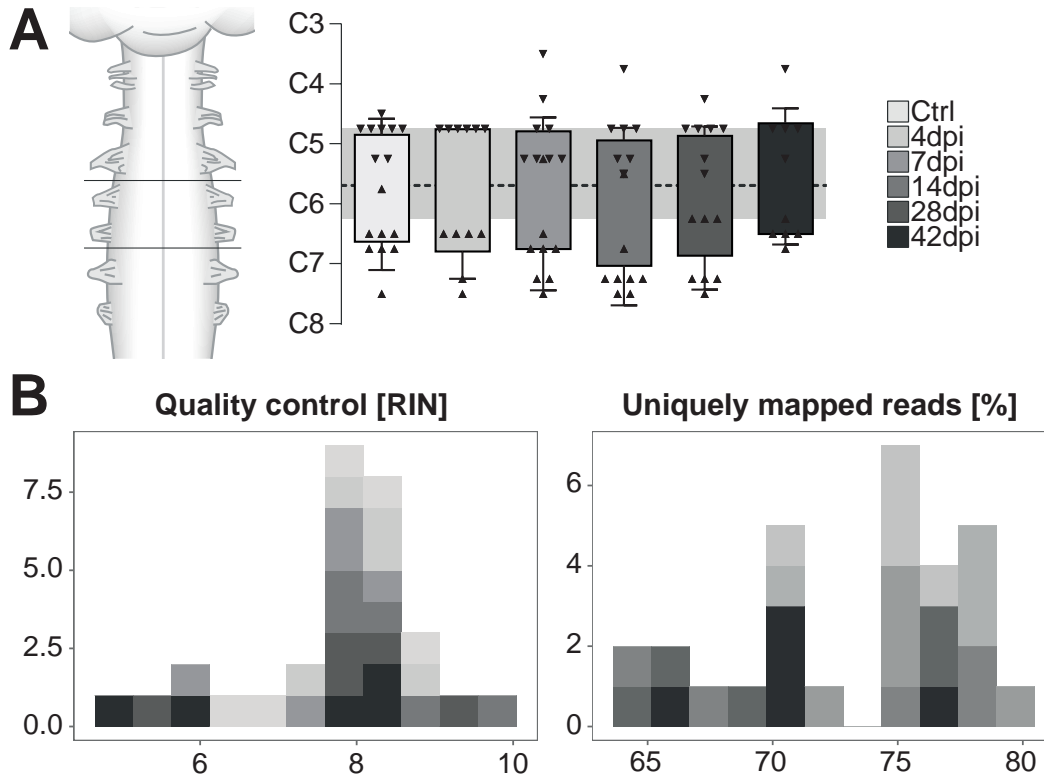 A
C3
C4
C5
C6
C7
C8
Ctrl
4dpi
7dpi
14dpi
28dpi
42dpi
B
Quality control [RIN]
7.5
5.0
2.5
0.0
6 8 10
Uniquely mapped reads [%]
6
4
2
0
65 70 75 80